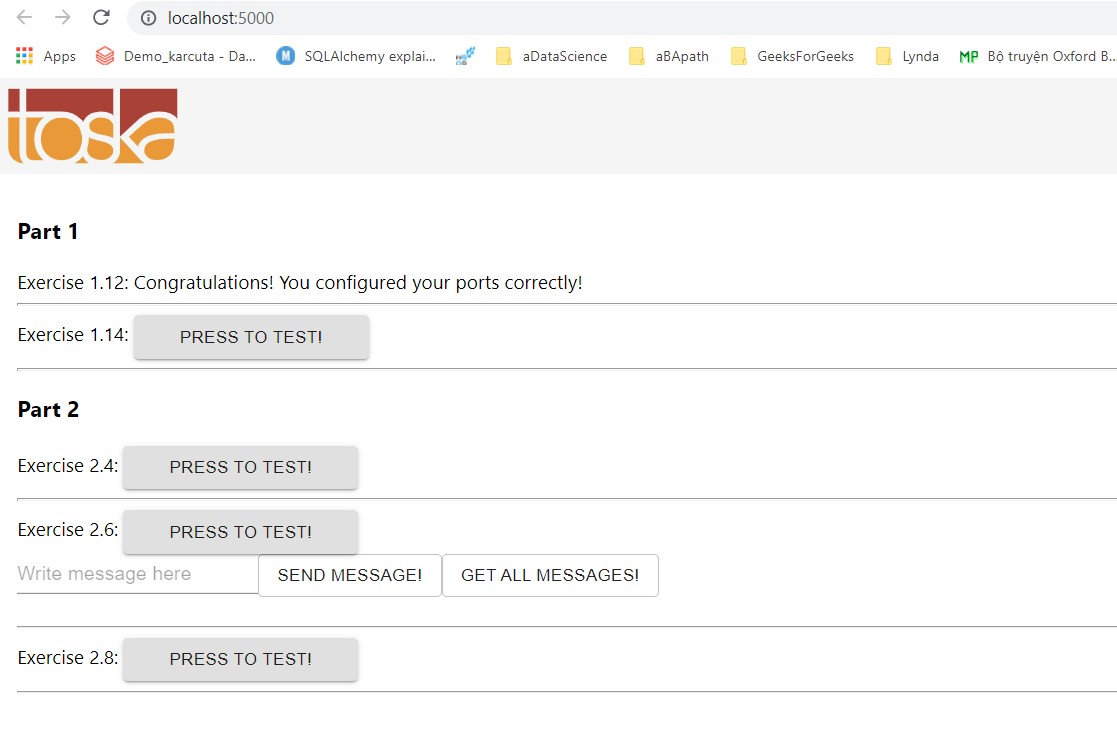 localhost:5000
Apps Demo_karcuta - Da... SQLAlchemy explai... aDataScience aBApath GeeksForGeeks Lynda MP Bộ truyện Oxford B...
toska
Part 1
Exercise 1.12: Congratulations! You configured your ports correctly!
Exercise 1.14: PRESS TO TEST!
Part 2
Exercise 2.4: PRESS TO TEST!
Exercise 2.6: PRESS TO TEST!
Write message here SEND MESSAGE! GET ALL MESSAGES!
Exercise 2.8: PRESS TO TEST!